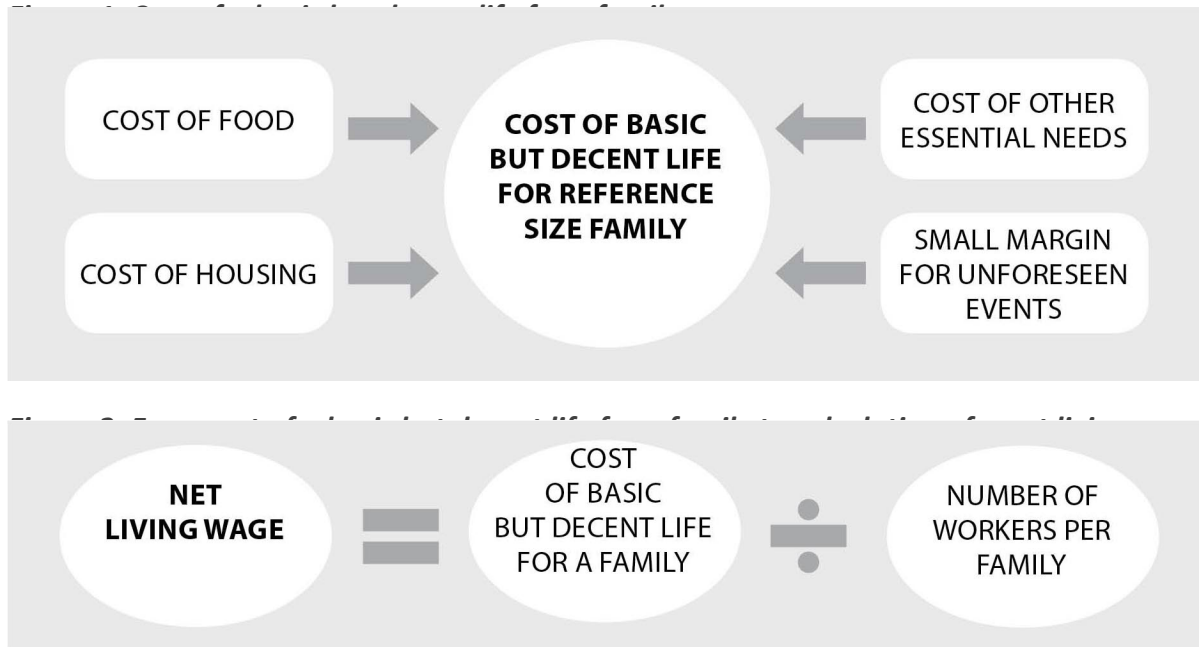 COST OF FOOD
COST OF HOUSING
COST OF BASIC
BUT DECENT LIFE
FOR REFERENCE
SIZE FAMILY
COST OF OTHER
ESSENTIAL NEEDS
SMALL MARGIN
FOR UNFORESEEN
EVENTS
NET
LIVING WAGE
COST
OF BASIC
BUT DECENT LIFE
FOR A FAMILY
NUMBER OF
WORKERS PER
FAMILY